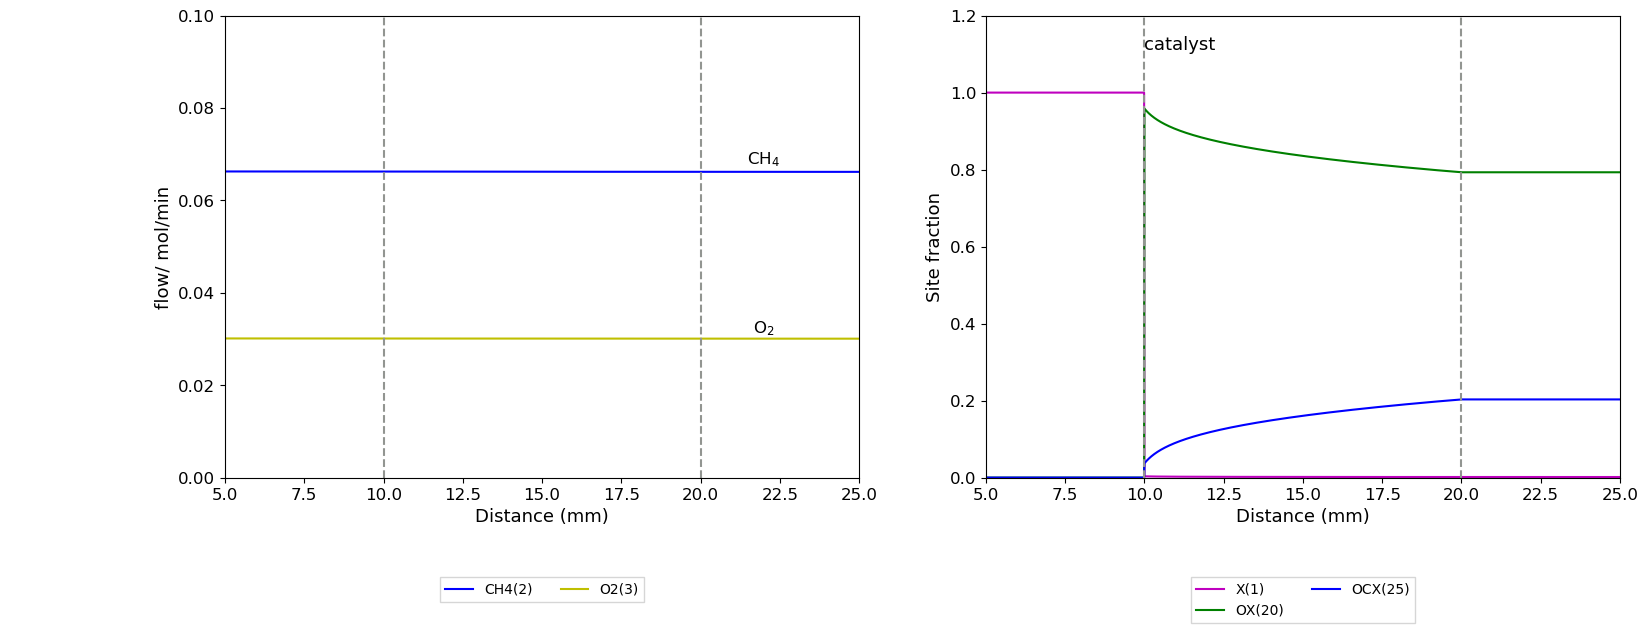 0.10
0.08
0.06
0.04
0.02
0.00
flow/ mol/min
CH₄
O₂
5.0 7.5 10.0 12.5 15.0 17.5 20.0 22.5 25.0
Distance (mm)
CH4(2) O2(3)
1.2
1.0
0.8
0.6
0.4
0.2
0.0
Site fraction
catalyst
5.0 7.5 10.0 12.5 15.0 17.5 20.0 22.5 25.0
Distance (mm)
X(1) OCX(25)
OX(20)